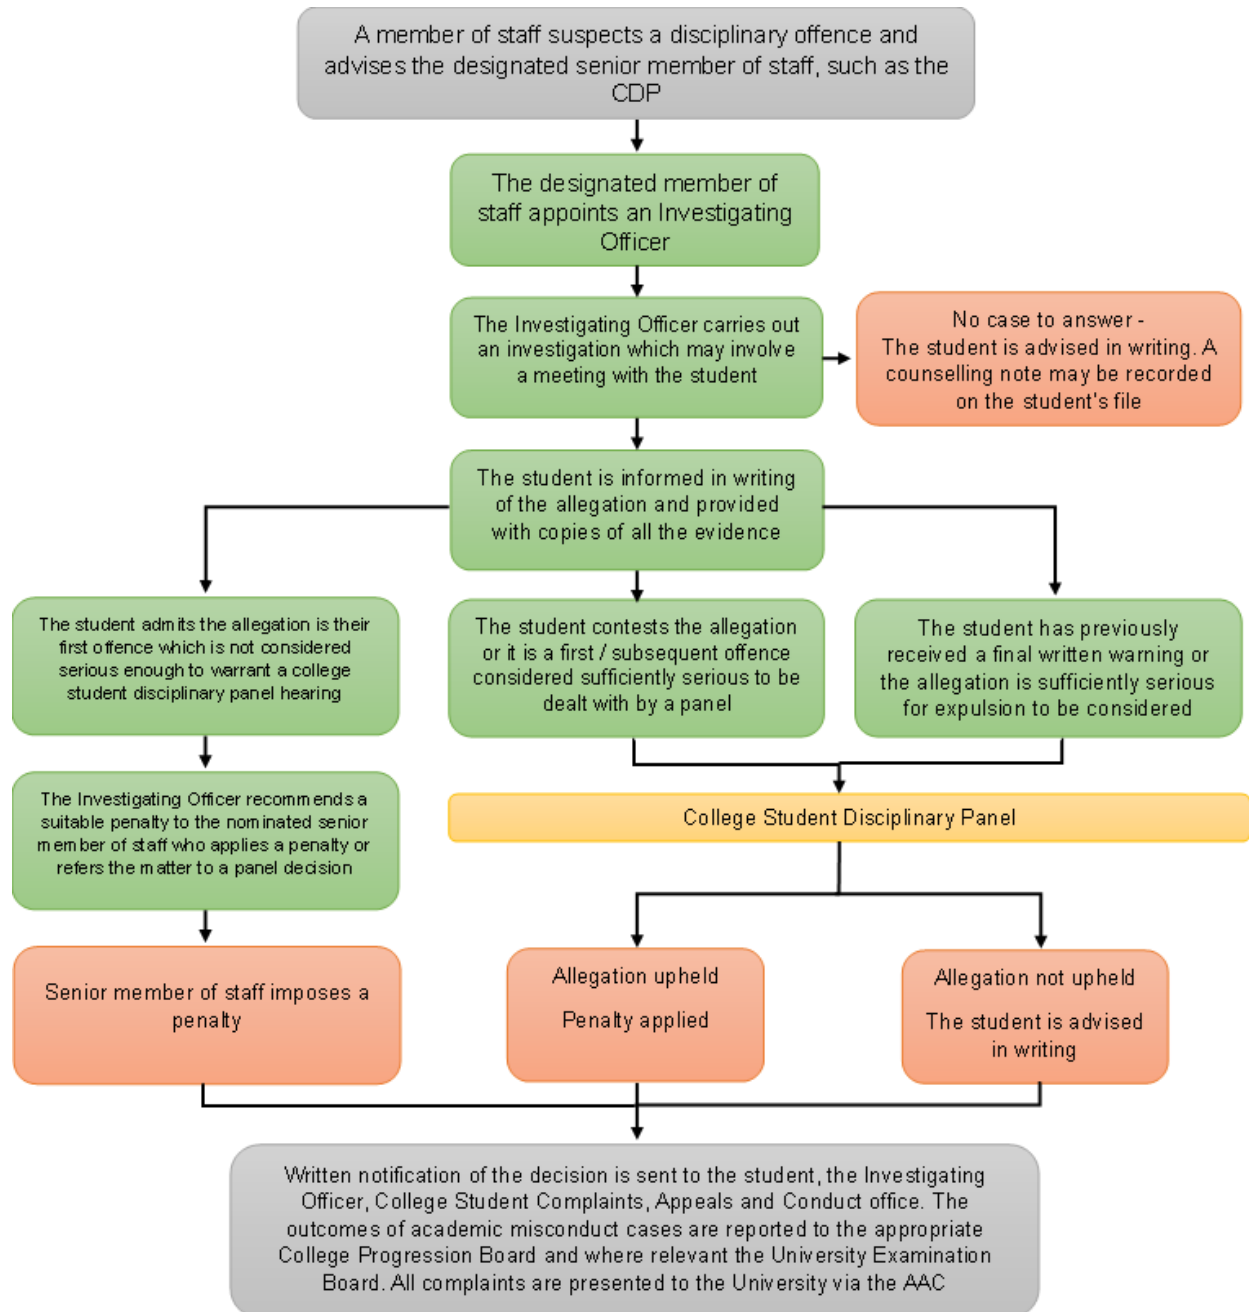 A member of staff suspects a disciplinary offence and
advises the designated senior member of staff, such as the
CDP
The designated member of
staff appoints an Investigating
Officer
The Investigating Officer carries out
an investigation which may involve
a meeting with the student
No case to answer -
The student is advised in writing. A
counselling note may be recorded
on the student's file
The student is informed in writing
of the allegation and provided
with copies of all the evidence
The student admits the allegation is their
first offence which is not considered
serious enough to warrant a college
student disciplinary panel hearing
The student contests the allegation
or it is a first / subsequent offence
considered sufficiently serious to be
dealt with by a panel
The student has previously
received a final written warning or
the allegation is sufficiently serious
for expulsion to be considered
The Investigating Officer recommends a
suitable penalty to the nominated senior
member of staff who applies a penalty or
refers the matter to a panel decision
College Student Disciplinary Panel
Senior member of staff imposes a
penalty
Allegation upheld
Penalty applied
Allegation not upheld
The student is advised
in writing
Written notification of the decision is sent to the student, the Investigating
Officer, College Student Complaints, Appeals and Conduct office. The
outcomes of academic misconduct cases are reported to the appropriate
College Progression Board and where relevant the University Examination
Board. All complaints are presented to the University via the AAC